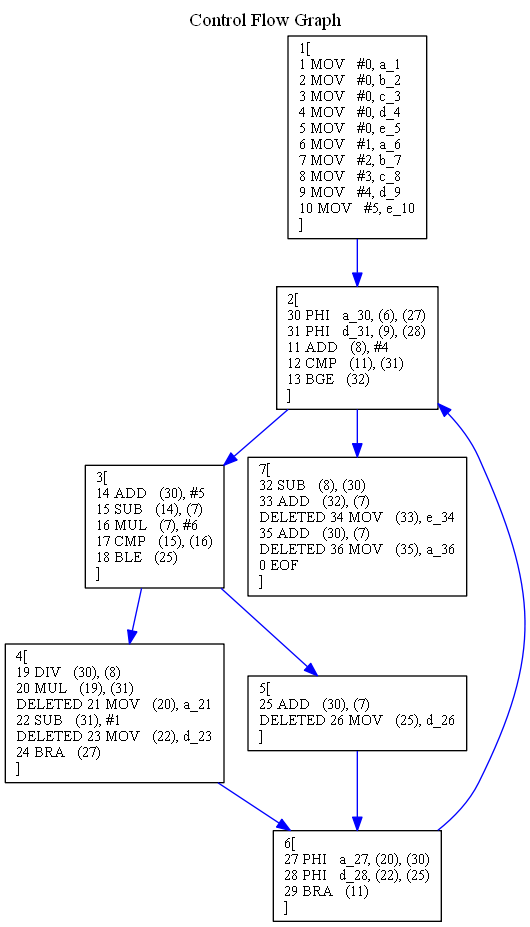 Control Flow Graph
1[
1 MOV #0, a_1
2 MOV #0, b_2
3 MOV #0, c_3
4 MOV #0, d_4
5 MOV #0, e_5
6 MOV #1, a_6
7 MOV #2, b_7
8 MOV #3, c_8
9 MOV #4, d_9
10 MOV #5, e_10
]
2[
30 PHI a_30, (6), (27)
31 PHI d_31, (9), (28)
11 ADD (8), #4
12 CMP (11), (31)
13 BGE (32)
]
3[
14 ADD (30), #5
15 SUB (14), (7)
16 MUL (7), #6
17 CMP (15), (16)
18 BLE (25)
]
7[
32 SUB (8), (30)
33 ADD (32), (7)
DELETED 34 MOV (33), e_34
35 ADD (30), (7)
DELETED 36 MOV (35), a_36
0 EOF
]
4[
19 DIV (30), (8)
20 MUL (19), (31)
DELETED 21 MOV (20), a_21
22 SUB (31), #1
DELETED 23 MOV (22), d_23
24 BRA (27)
]
5[
25 ADD (30), (7)
DELETED 26 MOV (25), d_26
]
6[
27 PHI a_27, (20), (30)
28 PHI d_28, (22), (25)
29 BRA (11)
]